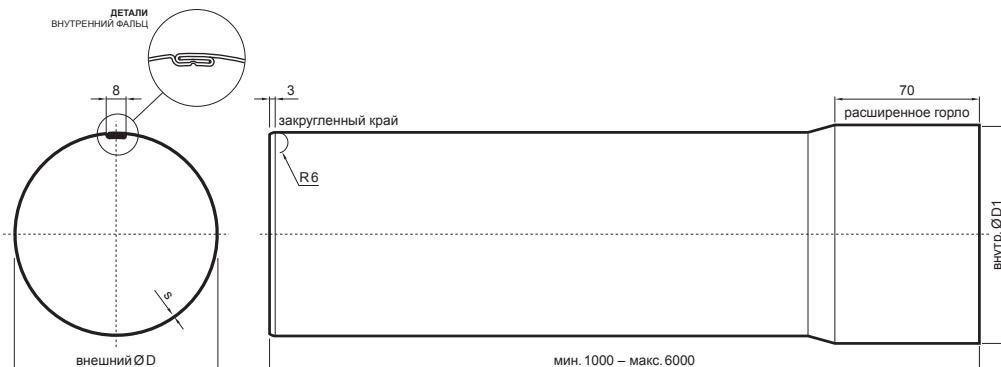 ДЕТАЛИ
ВНУТРЕННИЙ ФАЛЬЦ
8
3
70
закругленный край
расширенное горло
R6
внутр. ØD1
s
внешний ØD
мин. 1000 – макс. 6000